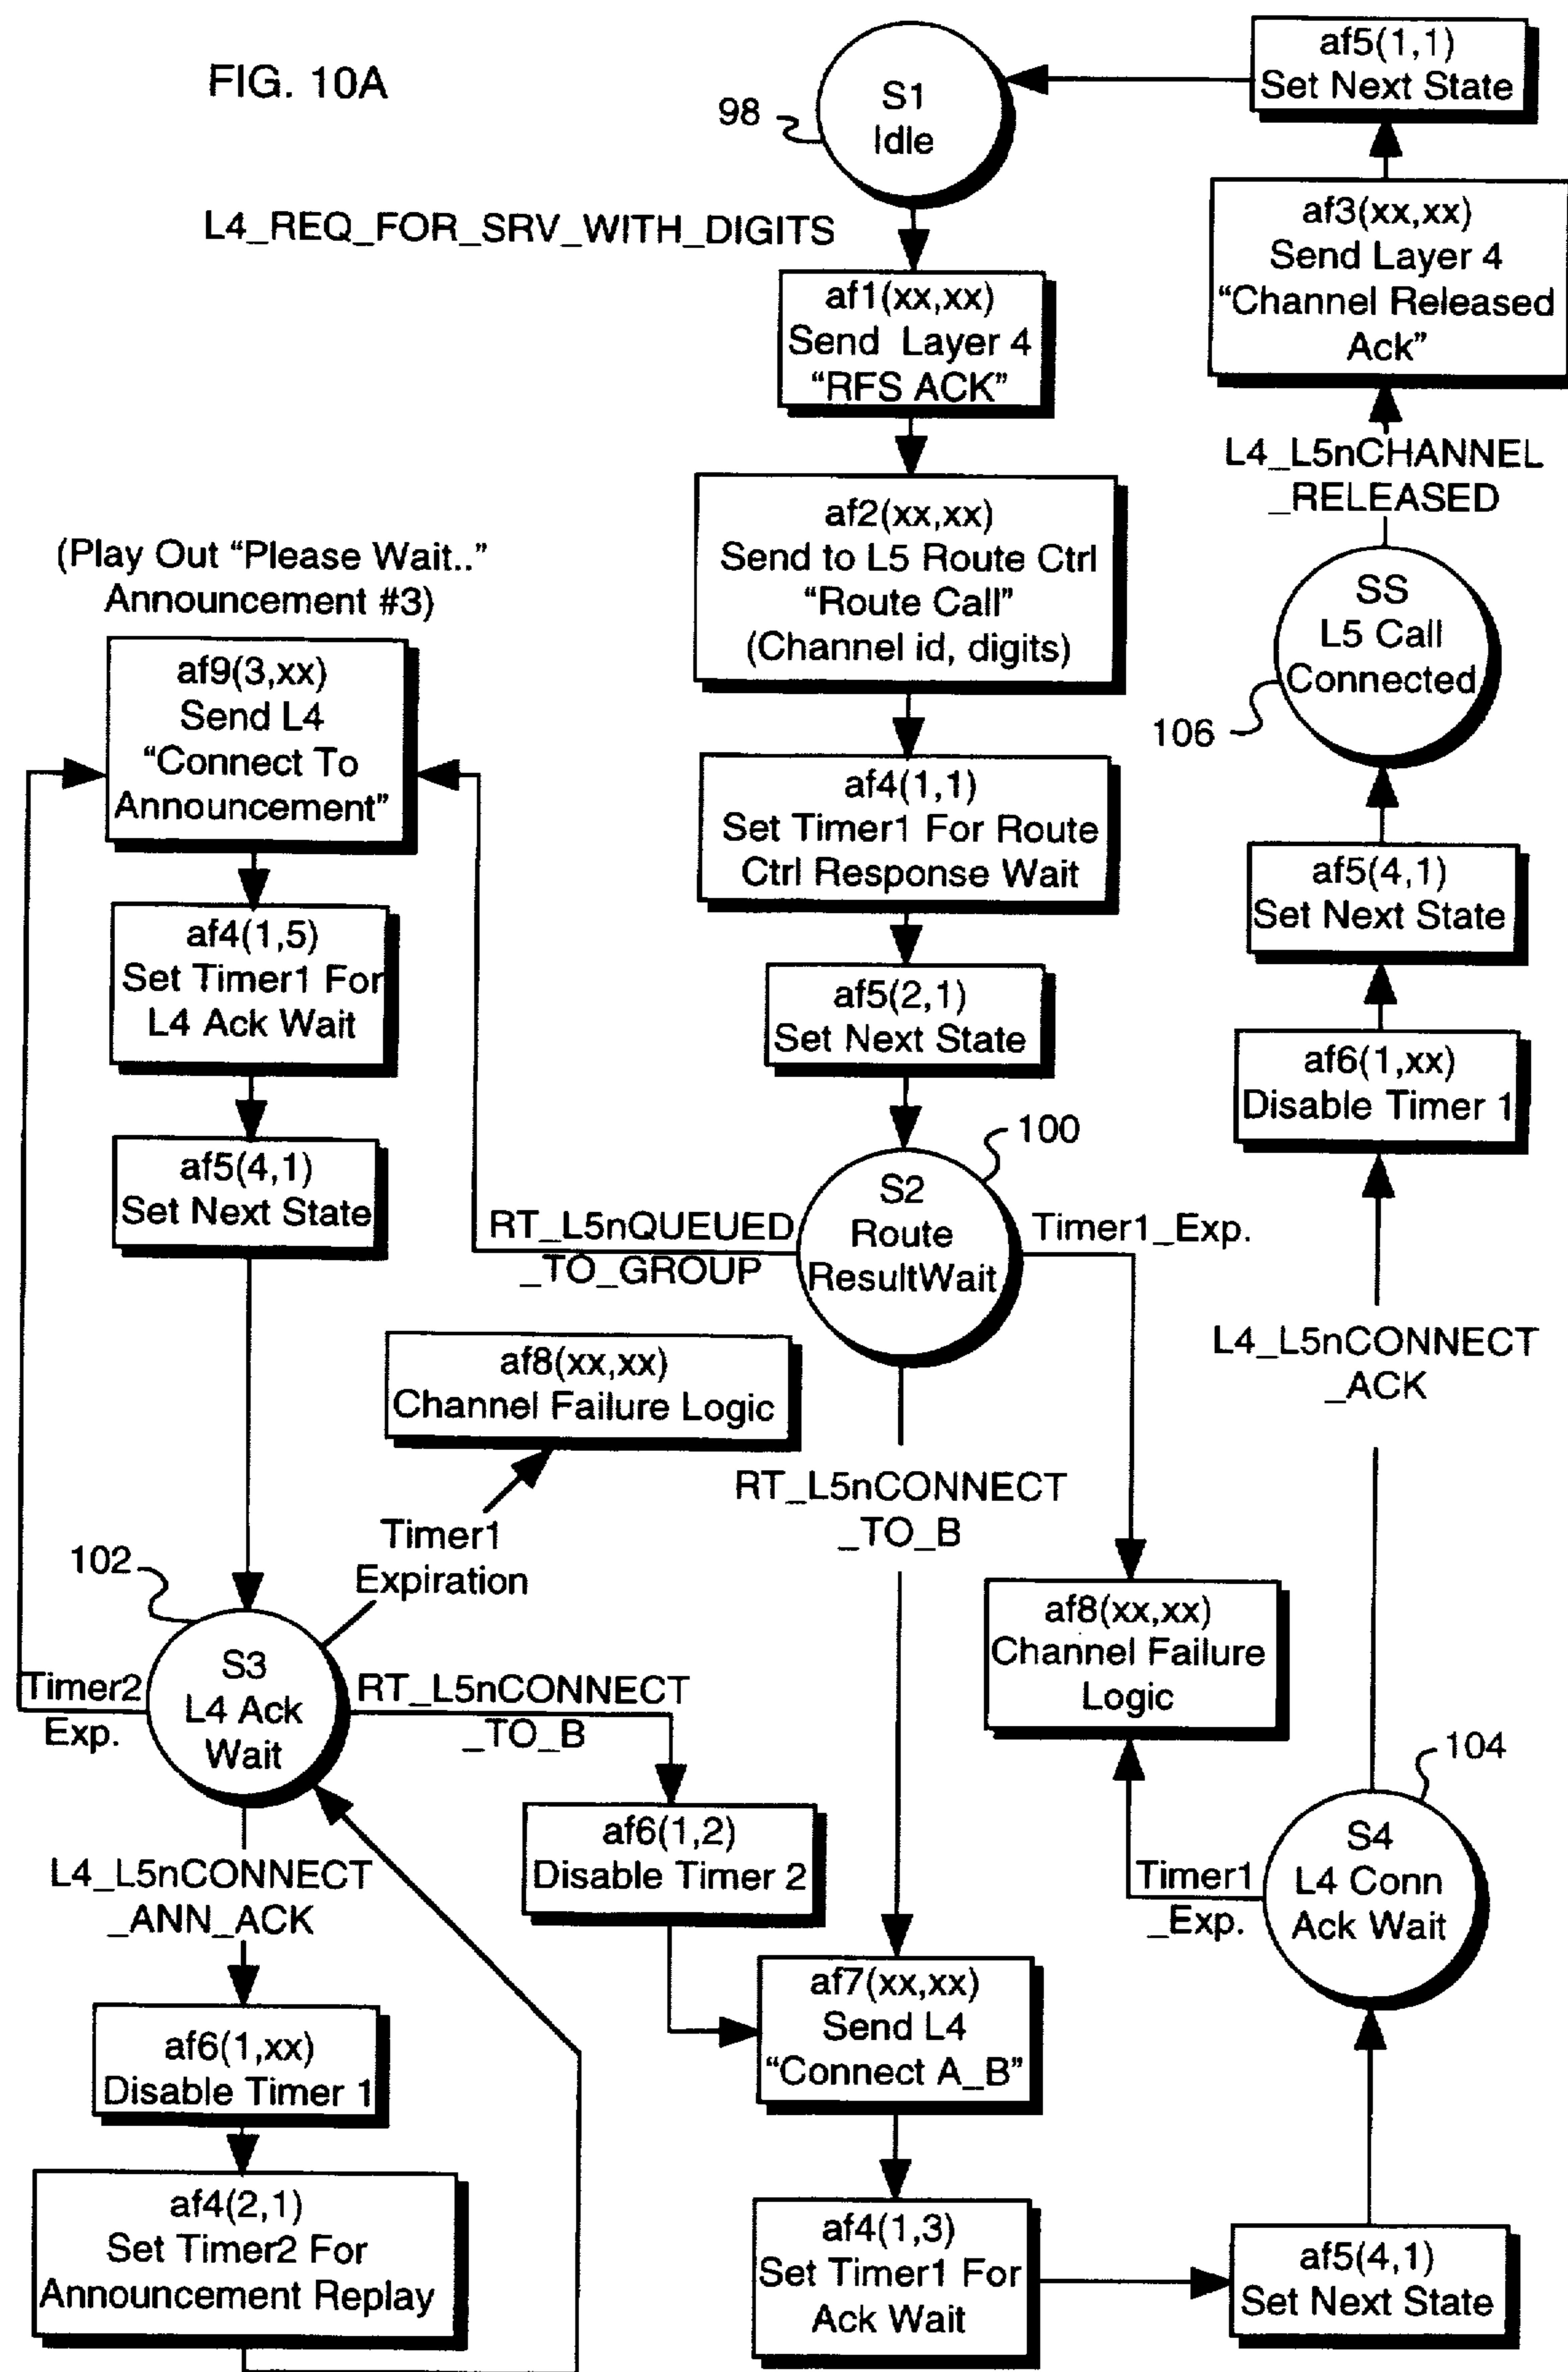 FIG. 10A
98
S1
Idle
af5(1,1)
Set Next State
L4_REQ_FOR_SRV_WITH_DIGITS
af3(xx,xx)
Send Layer 4
“Channel Released
Ack”
af1(xx,xx)
Send Layer 4
“RFS ACK”
L4_L5nCHANNEL
_RELEASED
af2(xx,xx)
Send to L5 Route Ctrl
“Route Call”
(Channel id, digits)
(Play Out “Please Wait..”
Announcement #3)
SS
L5 Call
Connected
106
af9(3,xx)
Send L4
“Connect To
Announcement”
af4(1,1)
Set Timer1 For Route
Ctrl Response Wait
af5(4,1)
Set Next State
af4(1,5)
Set Timer1 For
L4 Ack Wait
af5(2,1)
Set Next State
af6(1,xx)
Disable Timer 1
af5(4,1)
Set Next State
100
S2
Route
ResultWait
RT_L5nQUEUED
_TO_GROUP
Timer1_Exp.
L4_L5nCONNECT
_ACK
af8(xx,xx)
Channel Failure Logic
RT_L5nCONNECT
_TO_B
Timer1
Expiration
102
S3
L4 Ack
Wait
Timer2
Exp.
RT_L5nCONNECT
_TO_B
af8(xx,xx)
Channel Failure
Logic
104
S4
L4 Conn
Ack Wait
Timer1
_Exp.
af6(1,2)
Disable Timer 2
L4_L5nCONNECT
_ANN_ACK
af7(xx,xx)
Send L4
“Connect A_B”
af6(1,xx)
Disable Timer 1
af4(2,1)
Set Timer2 For
Announcement Replay
af4(1,3)
Set Timer1 For
Ack Wait
af5(4,1)
Set Next State